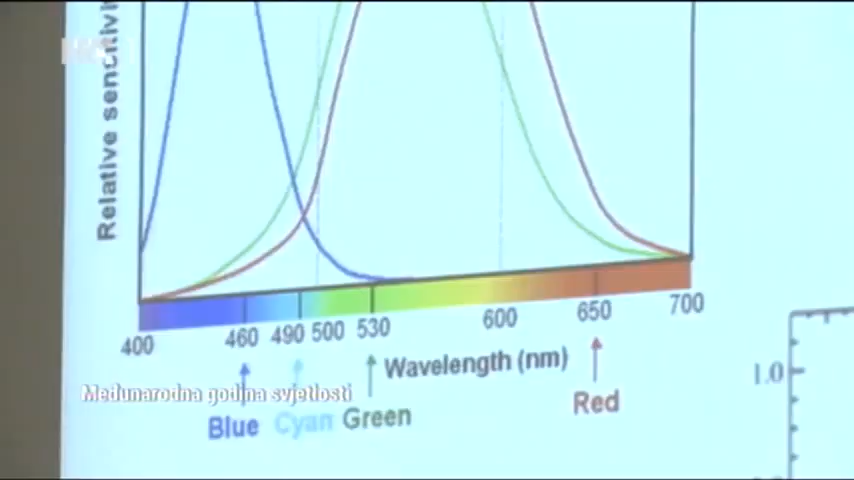 Relative sensitivi
400 460 490 500 530 600 650 700
Wavelength (nm)
1.0
Međunarodna godina svjetlosti
Blue Cyan Green Red